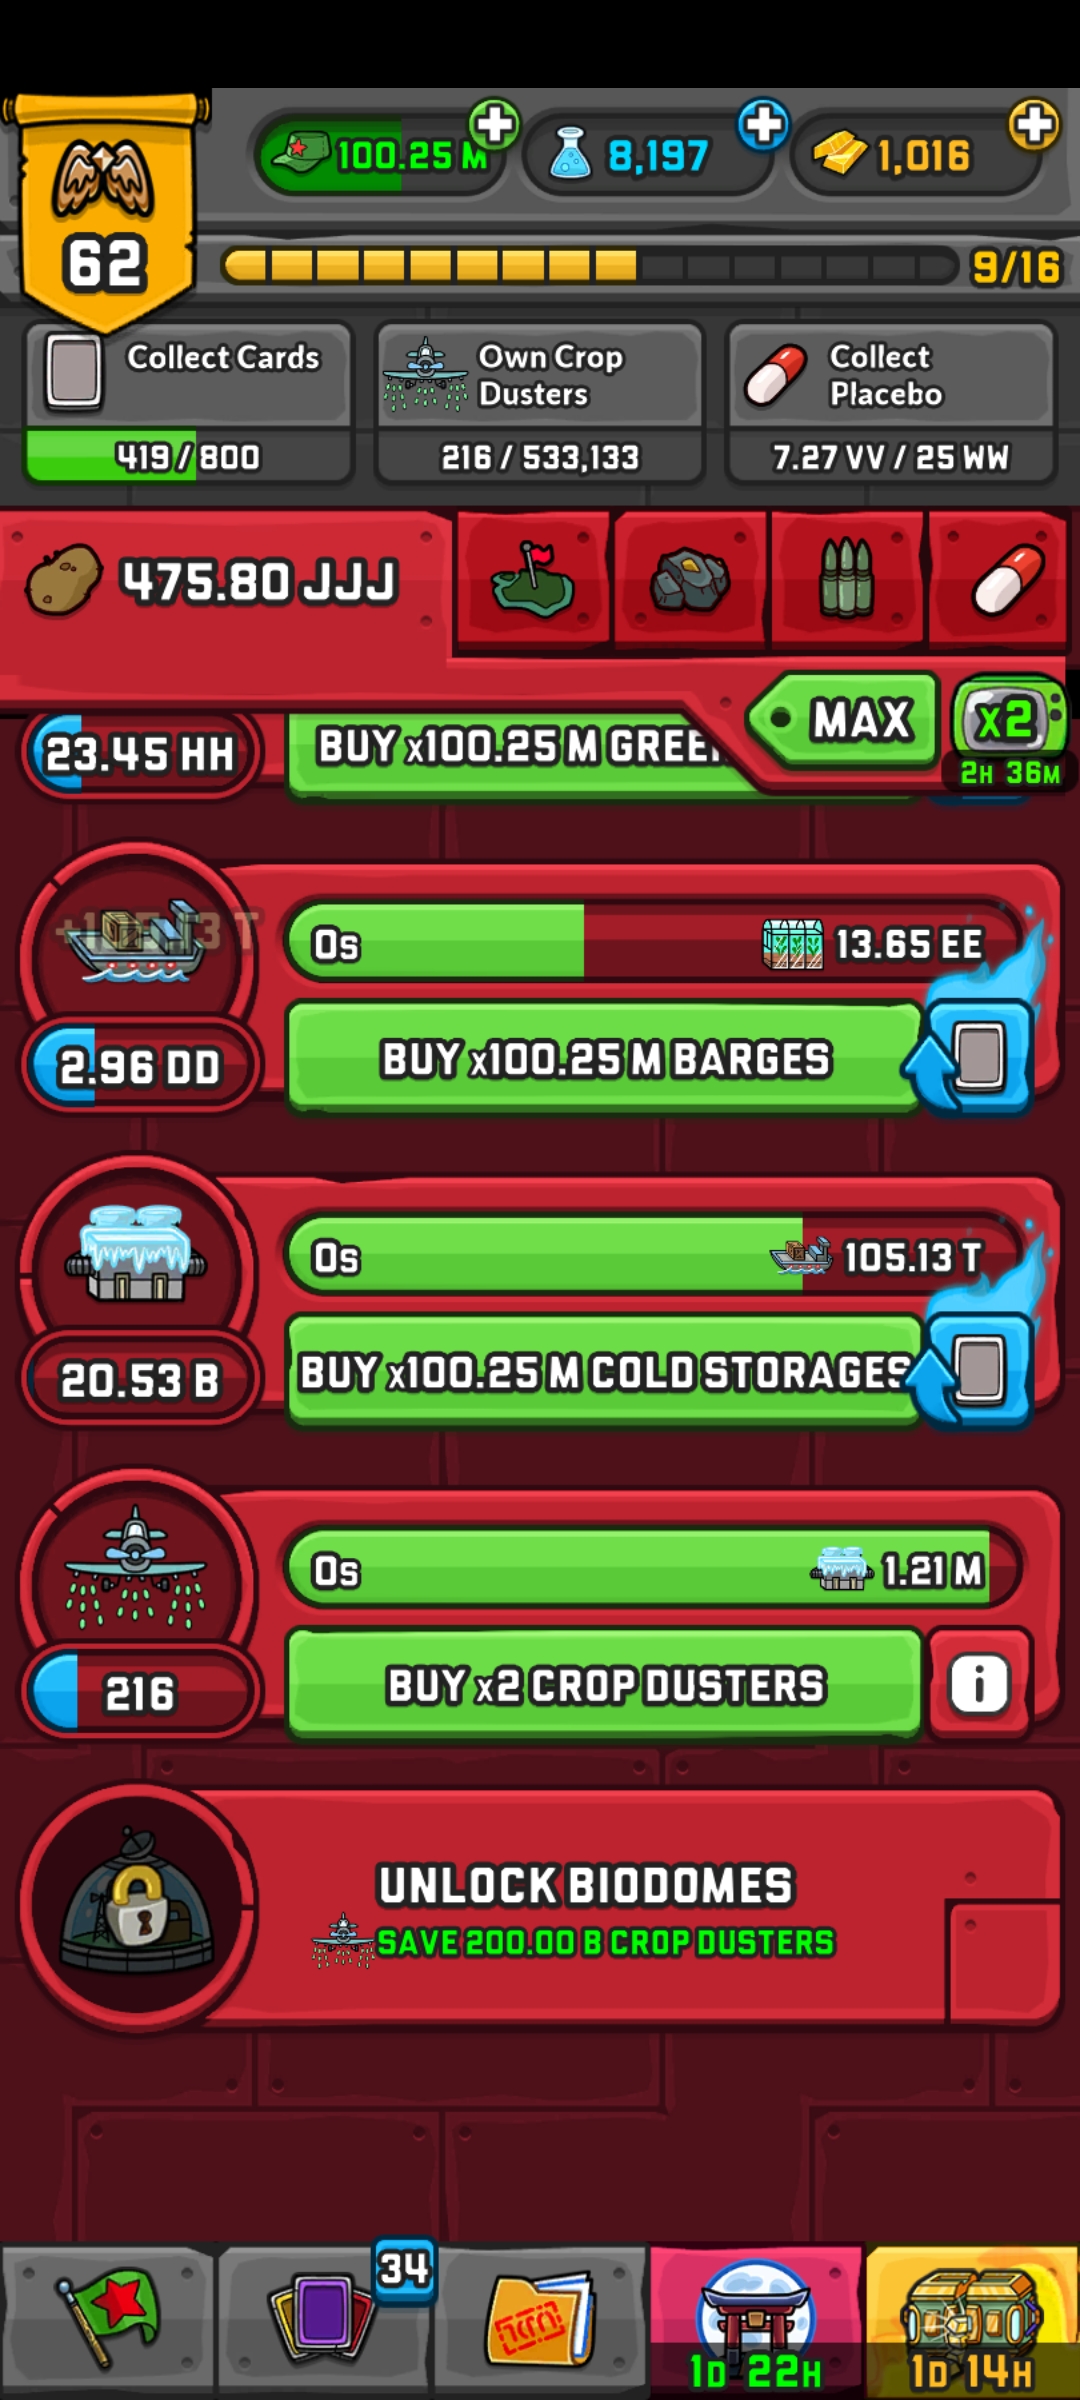 100.25 M
8,197
1,016
62
9/16
Collect Cards
419 / 800
Own Crop
Dusters
216 / 533,133
Collect
Placebo
7.27 VV / 25 WW
475.80 JJJ
MAX
x2
2H 36M
23.45 HH
BUY x100.25 M
0s
13.65 EE
2.96 DD
BUY x100.25 M BARGES
0s
105.13 T
20.53 B
BUY x100.25 M COLD STORAGES
0s
1.21 M
216
BUY x2 CROP DUSTERS
i
UNLOCK BIODOMES
SAVE 200.00 B CROP DUSTERS
34
1D 22H
1D 14H